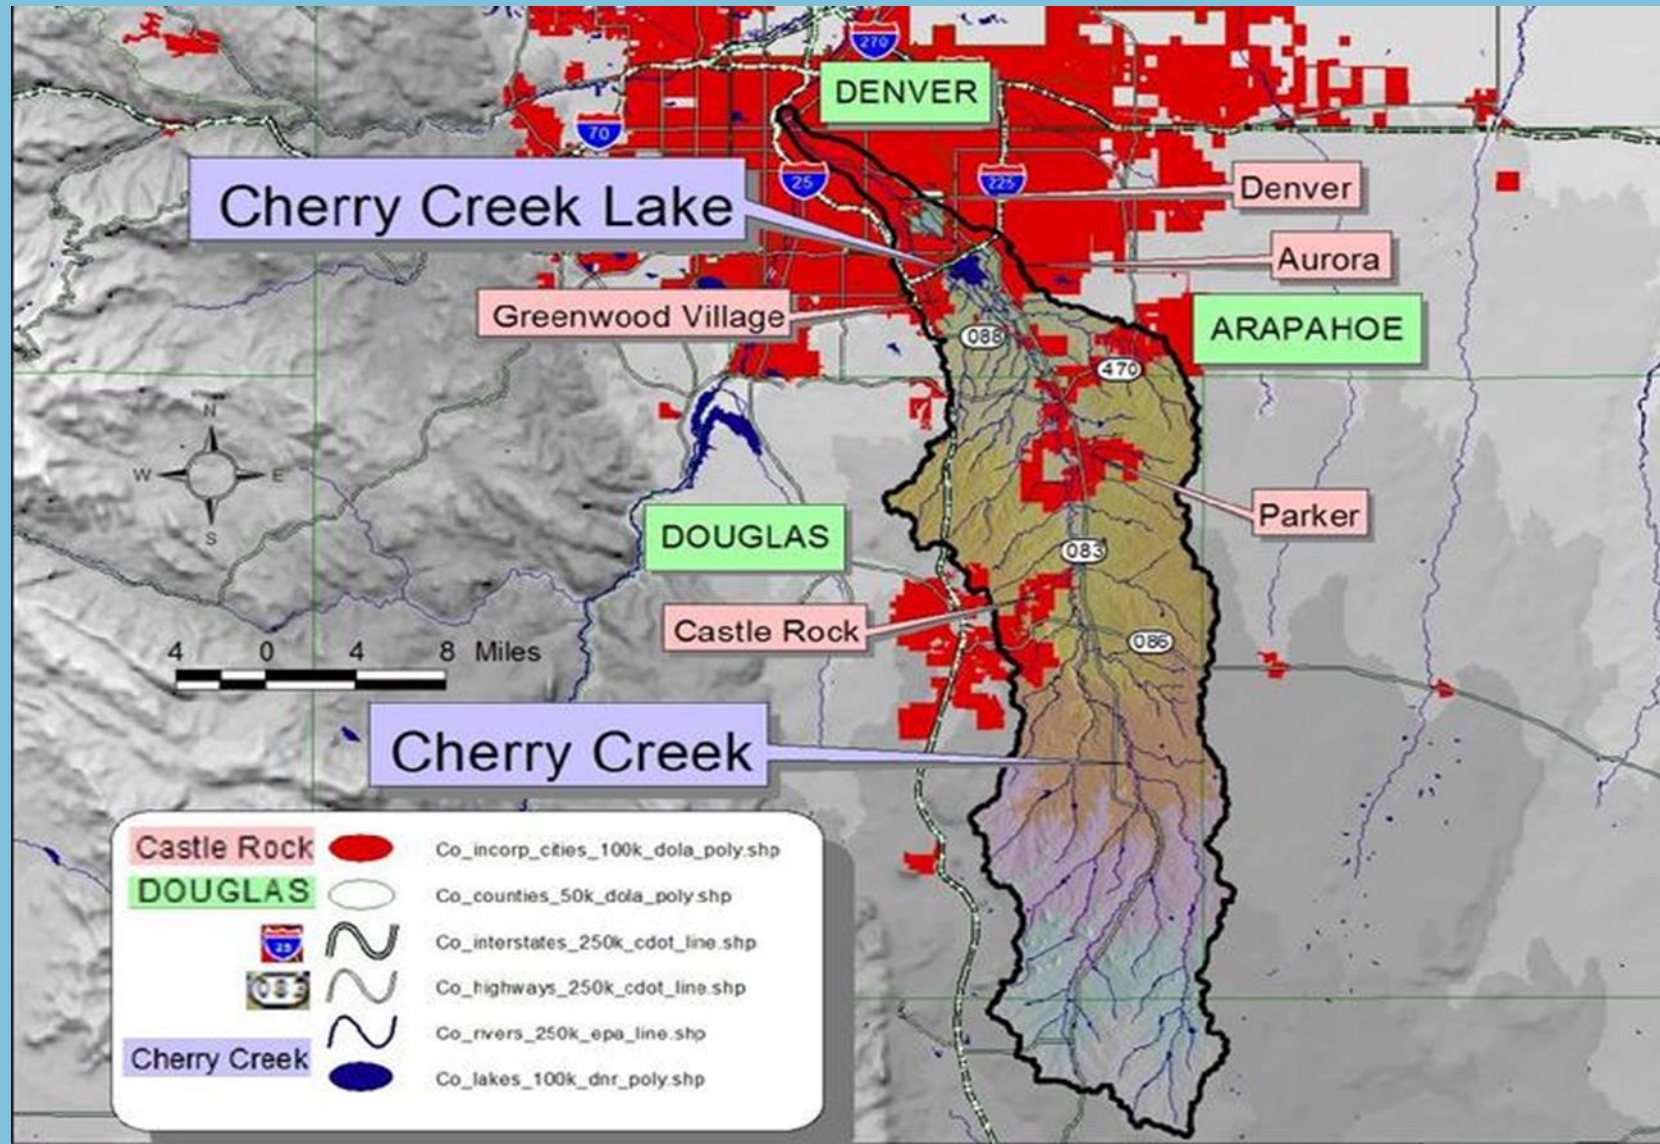 270
DENVER
70
25
225
Denver
Cherry Creek Lake
Aurora
Greenwood Village
088
ARAPAHOE
470
N
W E
S
Parker
DOUGLAS
083
Castle Rock
086
4 0 4 8 Miles
Cherry Creek
Castle Rock Co_incorp_cities_100k_dola_poly.shp
DOUGLAS Co_counties_50k_dola_poly.shp
25 Co_interstates_250k_cdot_line.shp
083 Co_highways_250k_cdot_line.shp
Co_rivers_250k_epa_line.shp
Cherry Creek
Co_lakes_100k_dnr_poly.shp